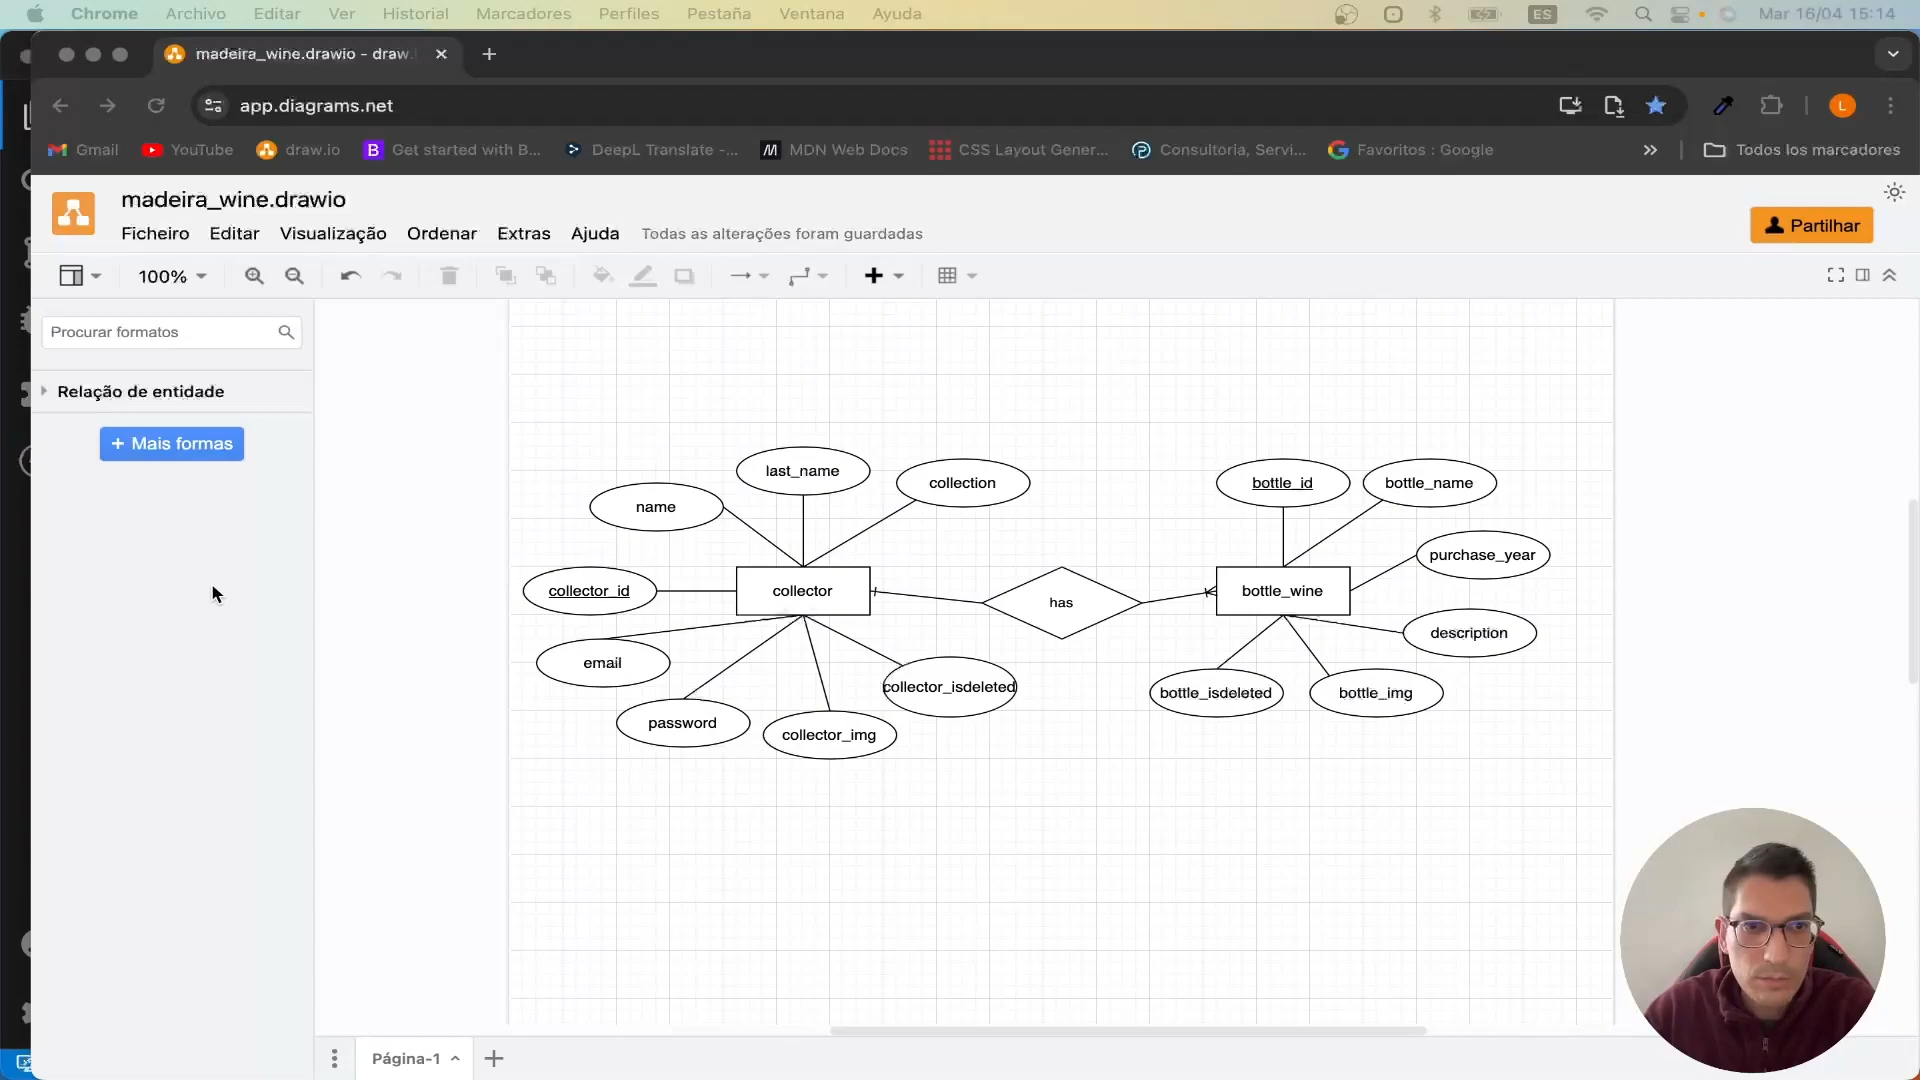 Chrome Archivo Editar Ver Historial Marcadores Perfiles Pestaña Ventana Ayuda ES Mar 16/04 15:14
madeira_wine.drawio - draw.
app.diagrams.net L
Gmail YouTube draw.io B Get started with B... DeepL Translate -... MDN Web Docs CSS Layout Gener... Consultoria, Servi... Favoritos : Google » Todos los marcadores
madeira_wine.drawio
Ficheiro Editar Visualização Ordenar Extras Ajuda Todas as alterações foram guardadas
Partilhar
100%
Procurar formatos
Relação de entidade
+ Mais formas
last_name
collection
name
bottle_id
bottle_name
purchase_year
collector_id
collector
has
bottle_wine
description
email
collector_isdeleted
bottle_isdeleted
bottle_img
password
collector_img
Página-1